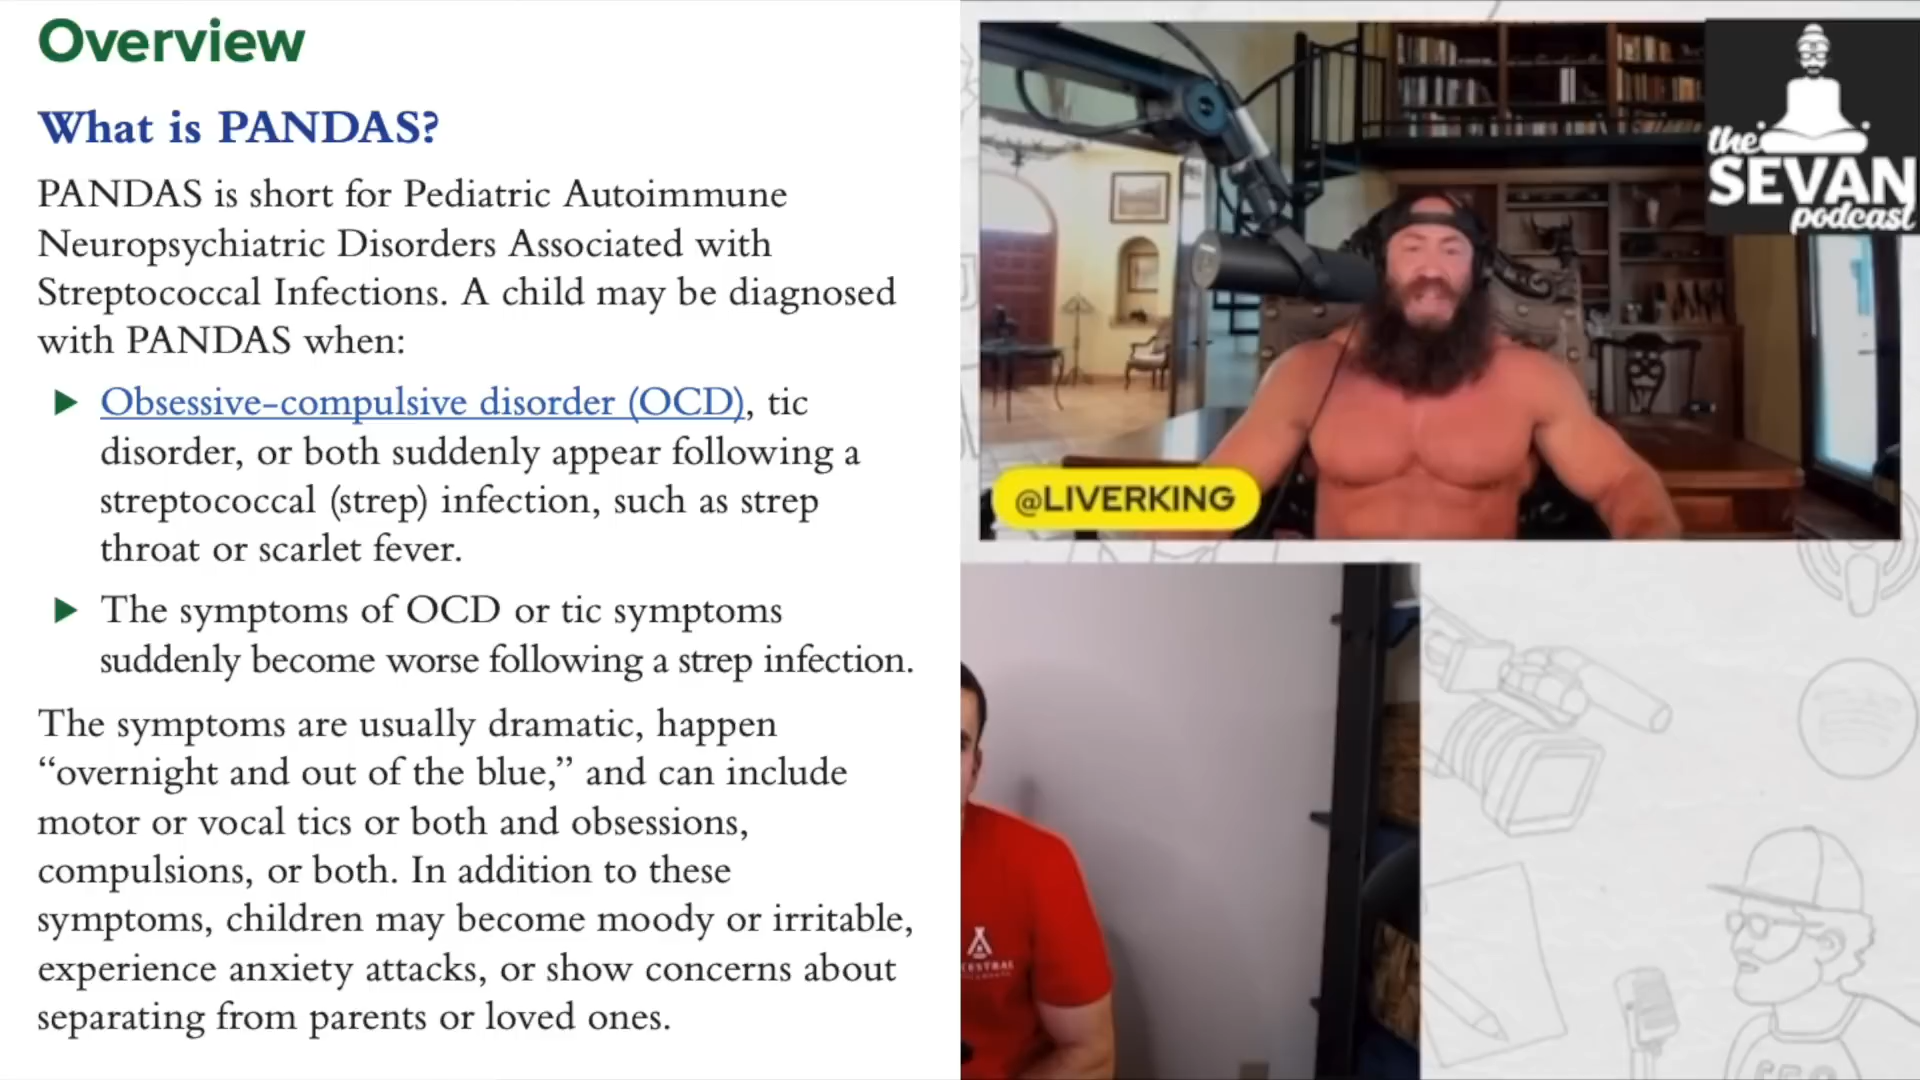 Overview
What is PANDAS?
PANDAS is short for Pediatric Autoimmune
Neuropsychiatric Disorders Associated with
Streptococcal Infections. A child may be diagnosed
with PANDAS when:
Obsessive-compulsive disorder (OCD), tic
disorder, or both suddenly appear following a
streptococcal (strep) infection, such as strep
throat or scarlet fever.
The symptoms of OCD or tic symptoms
suddenly become worse following a strep infection.
The symptoms are usually dramatic, happen
“overnight and out of the blue,” and can include
motor or vocal tics or both and obsessions,
compulsions, or both. In addition to these
symptoms, children may become moody or irritable,
experience anxiety attacks, or show concerns about
separating from parents or loved ones.
the
SEVAN
podcast
@LIVERKING